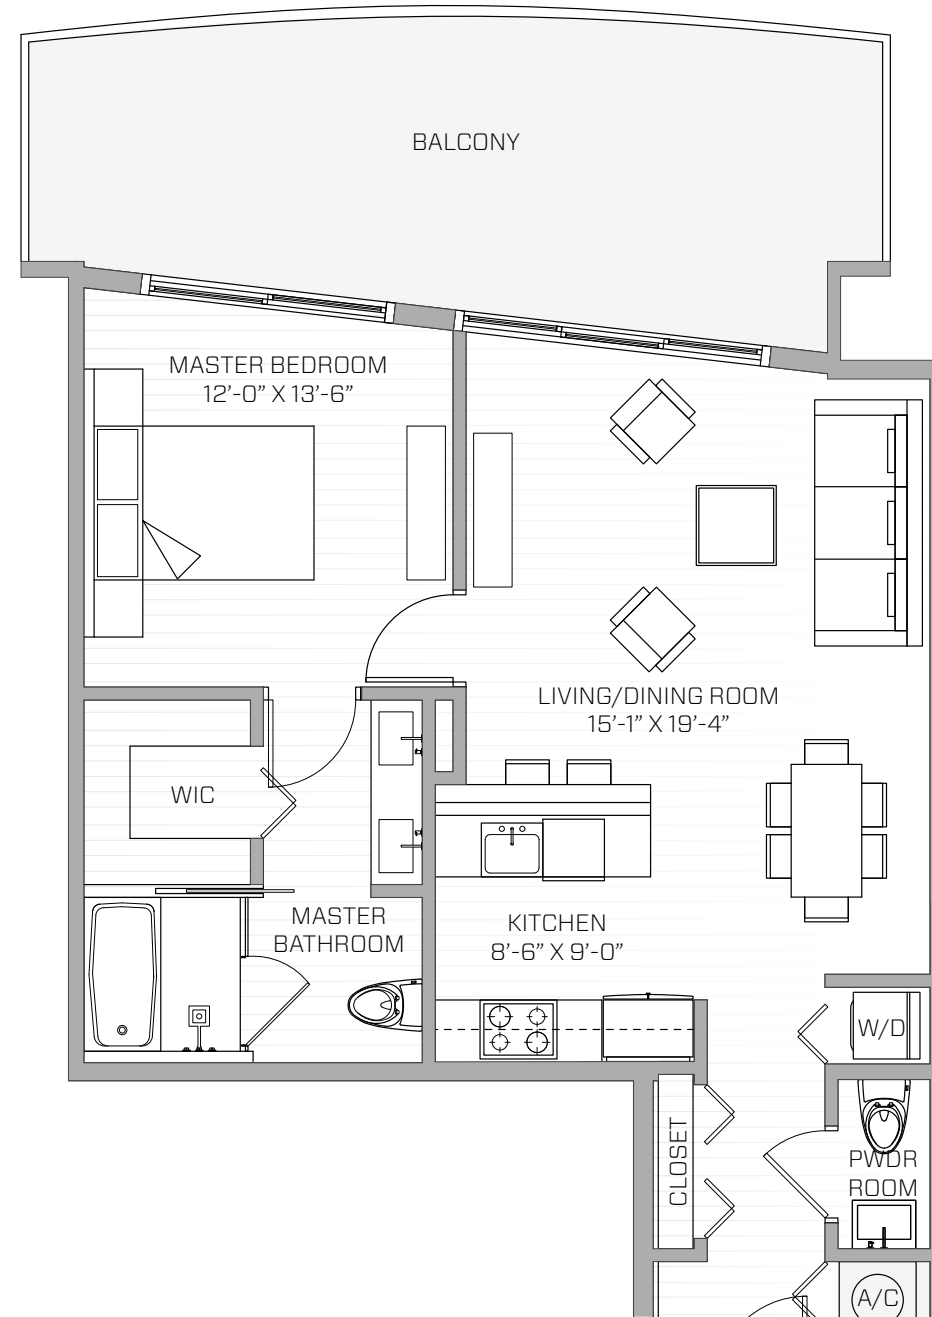 BALCONY
MASTER BEDROOM
12’-0” X 13’-6”
LIVING/DINING ROOM
15’-1” X 19’-4”
WIC
MASTER
BATHROOM
KITCHEN
8’-6” X 9’-0”
W/D
CLOSET
PWDR
ROOM
A/C